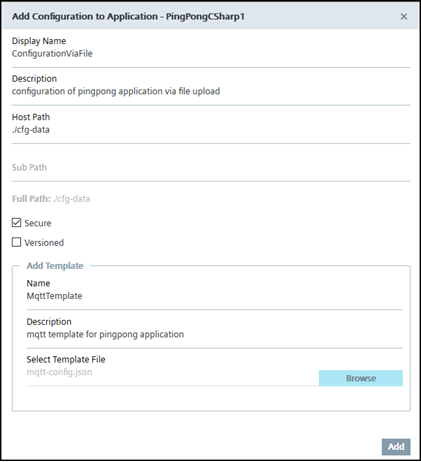 Add Configuration to Application - PingPongCSharp1
Display Name
ConfigurationViaFile
Description
configuration of pingpong application via file upload
Host Path
./cfg-data
Sub Path
Full Path: ./cfg-data
Secure
Versioned
Add Template
Name
MqttTemplate
Description
mqtt template for pingpong application
Select Template File
mqtt-config.json
Browse
Add